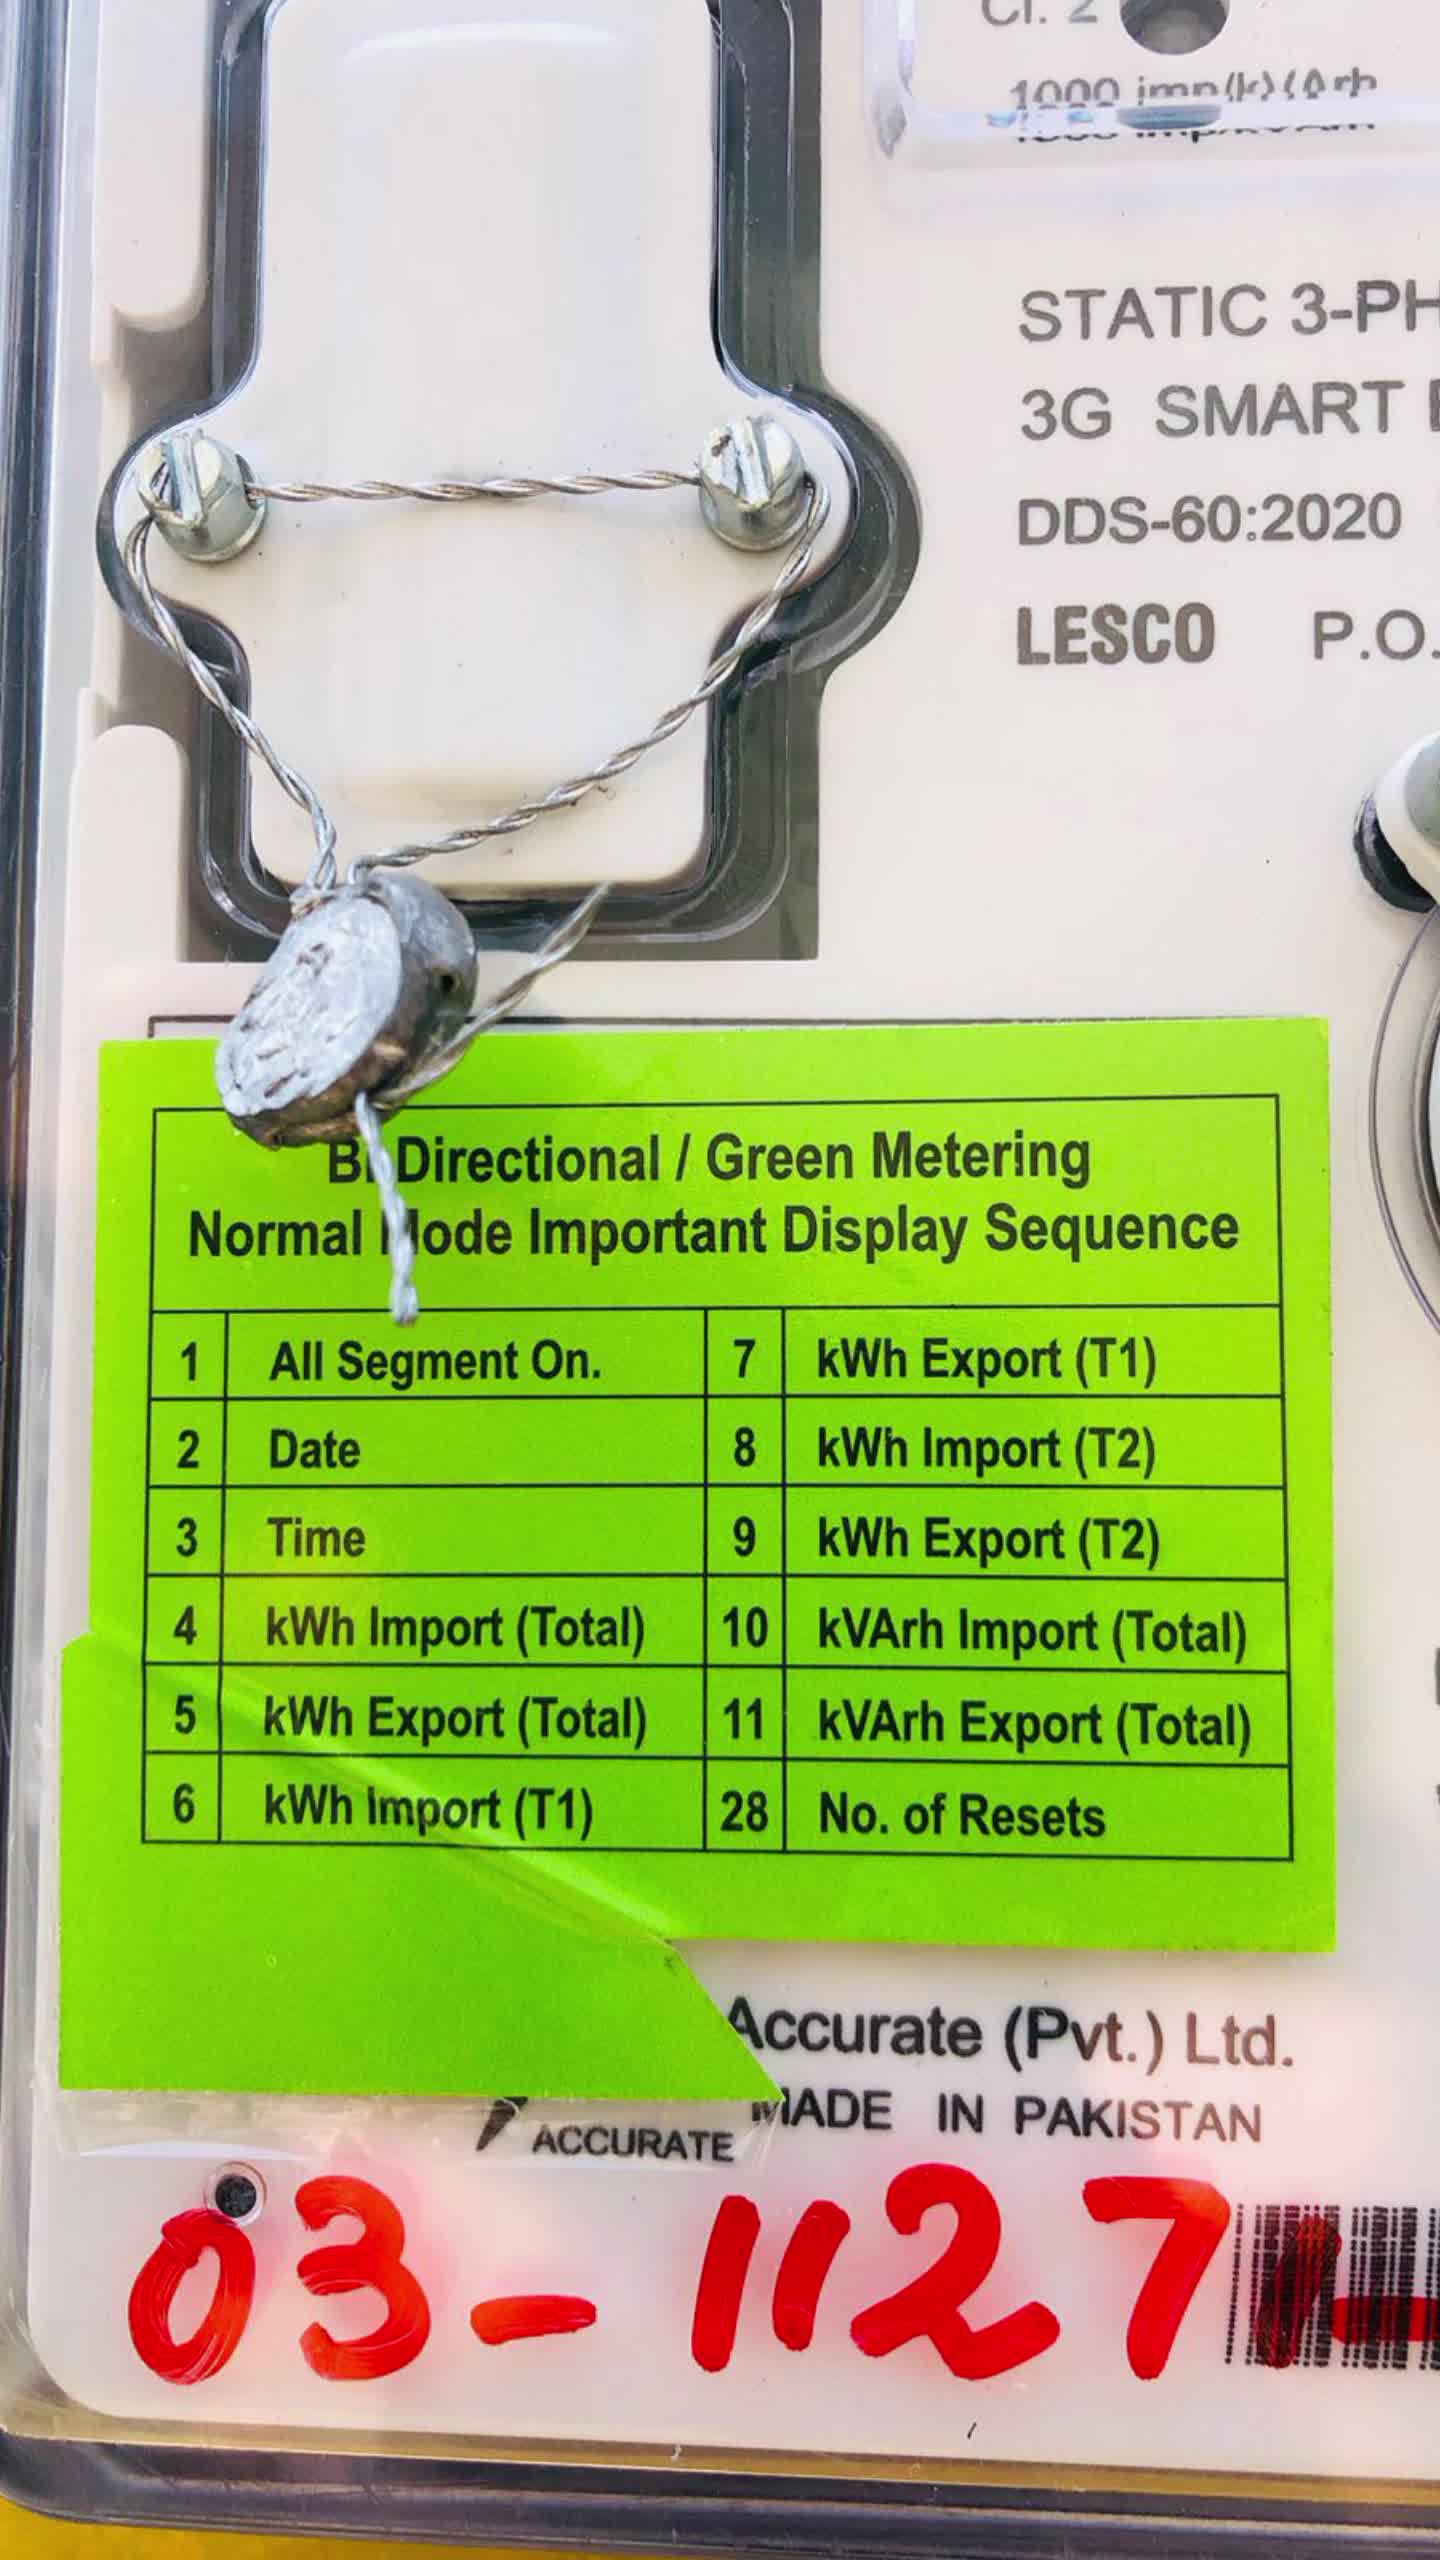 Cl. 2
1000 imp/kVArh
STATIC 3-PH
3G SMART
DDS-60:2020
LESCO P.O.
Directional / Green Metering
Normal Mode Important Display Sequence
1 All Segment On. 7 kWh Export (T1)
2 Date 8 kWh Import (T2)
3 Time 9 kWh Export (T2)
4 kWh Import (Total) 10 kVArh Import (Total)
5 kWh Export (Total) 11 kVArh Export (Total)
6 kWh Import (T1) 28 No. of Resets
Accurate (Pvt.) Ltd.
MADE IN PAKISTAN
ACCURATE
03-1127